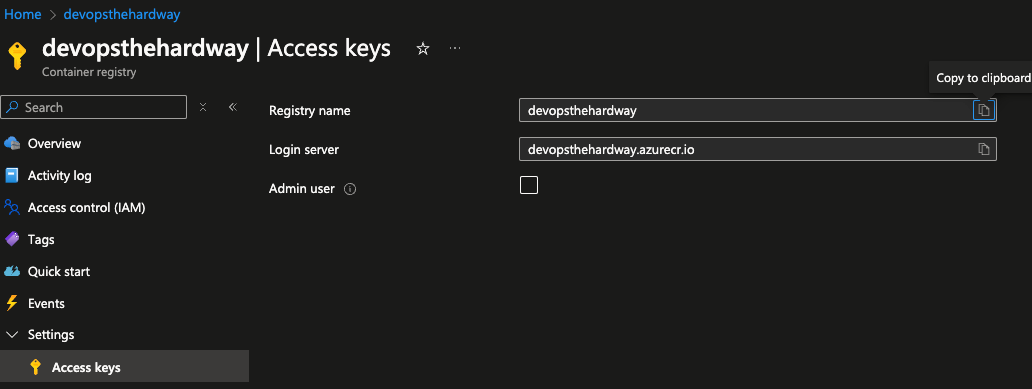 Home > devopsthehardway
devopsthehardway | Access keys
Container registry
Copy to clipboard
Search
Registry name
devopsthehardway
Login server
devopsthehardway.azurecr.io
Admin user
Overview
Activity log
Access control (IAM)
Tags
Quick start
Events
Settings
Access keys